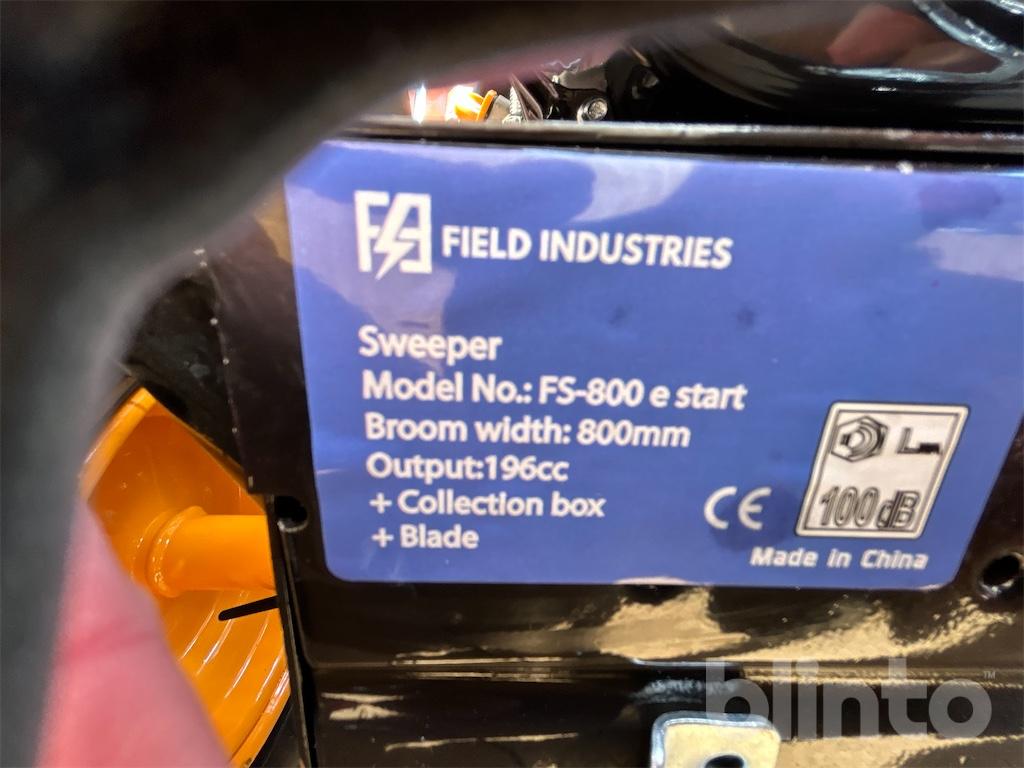 FIELD INDUSTRIES
Sweeper
Model No.: FS-800 e start
Broom width: 800mm
Output:196cc
+ Collection box
+ Blade
CE
100dB
Made in China
blinto™